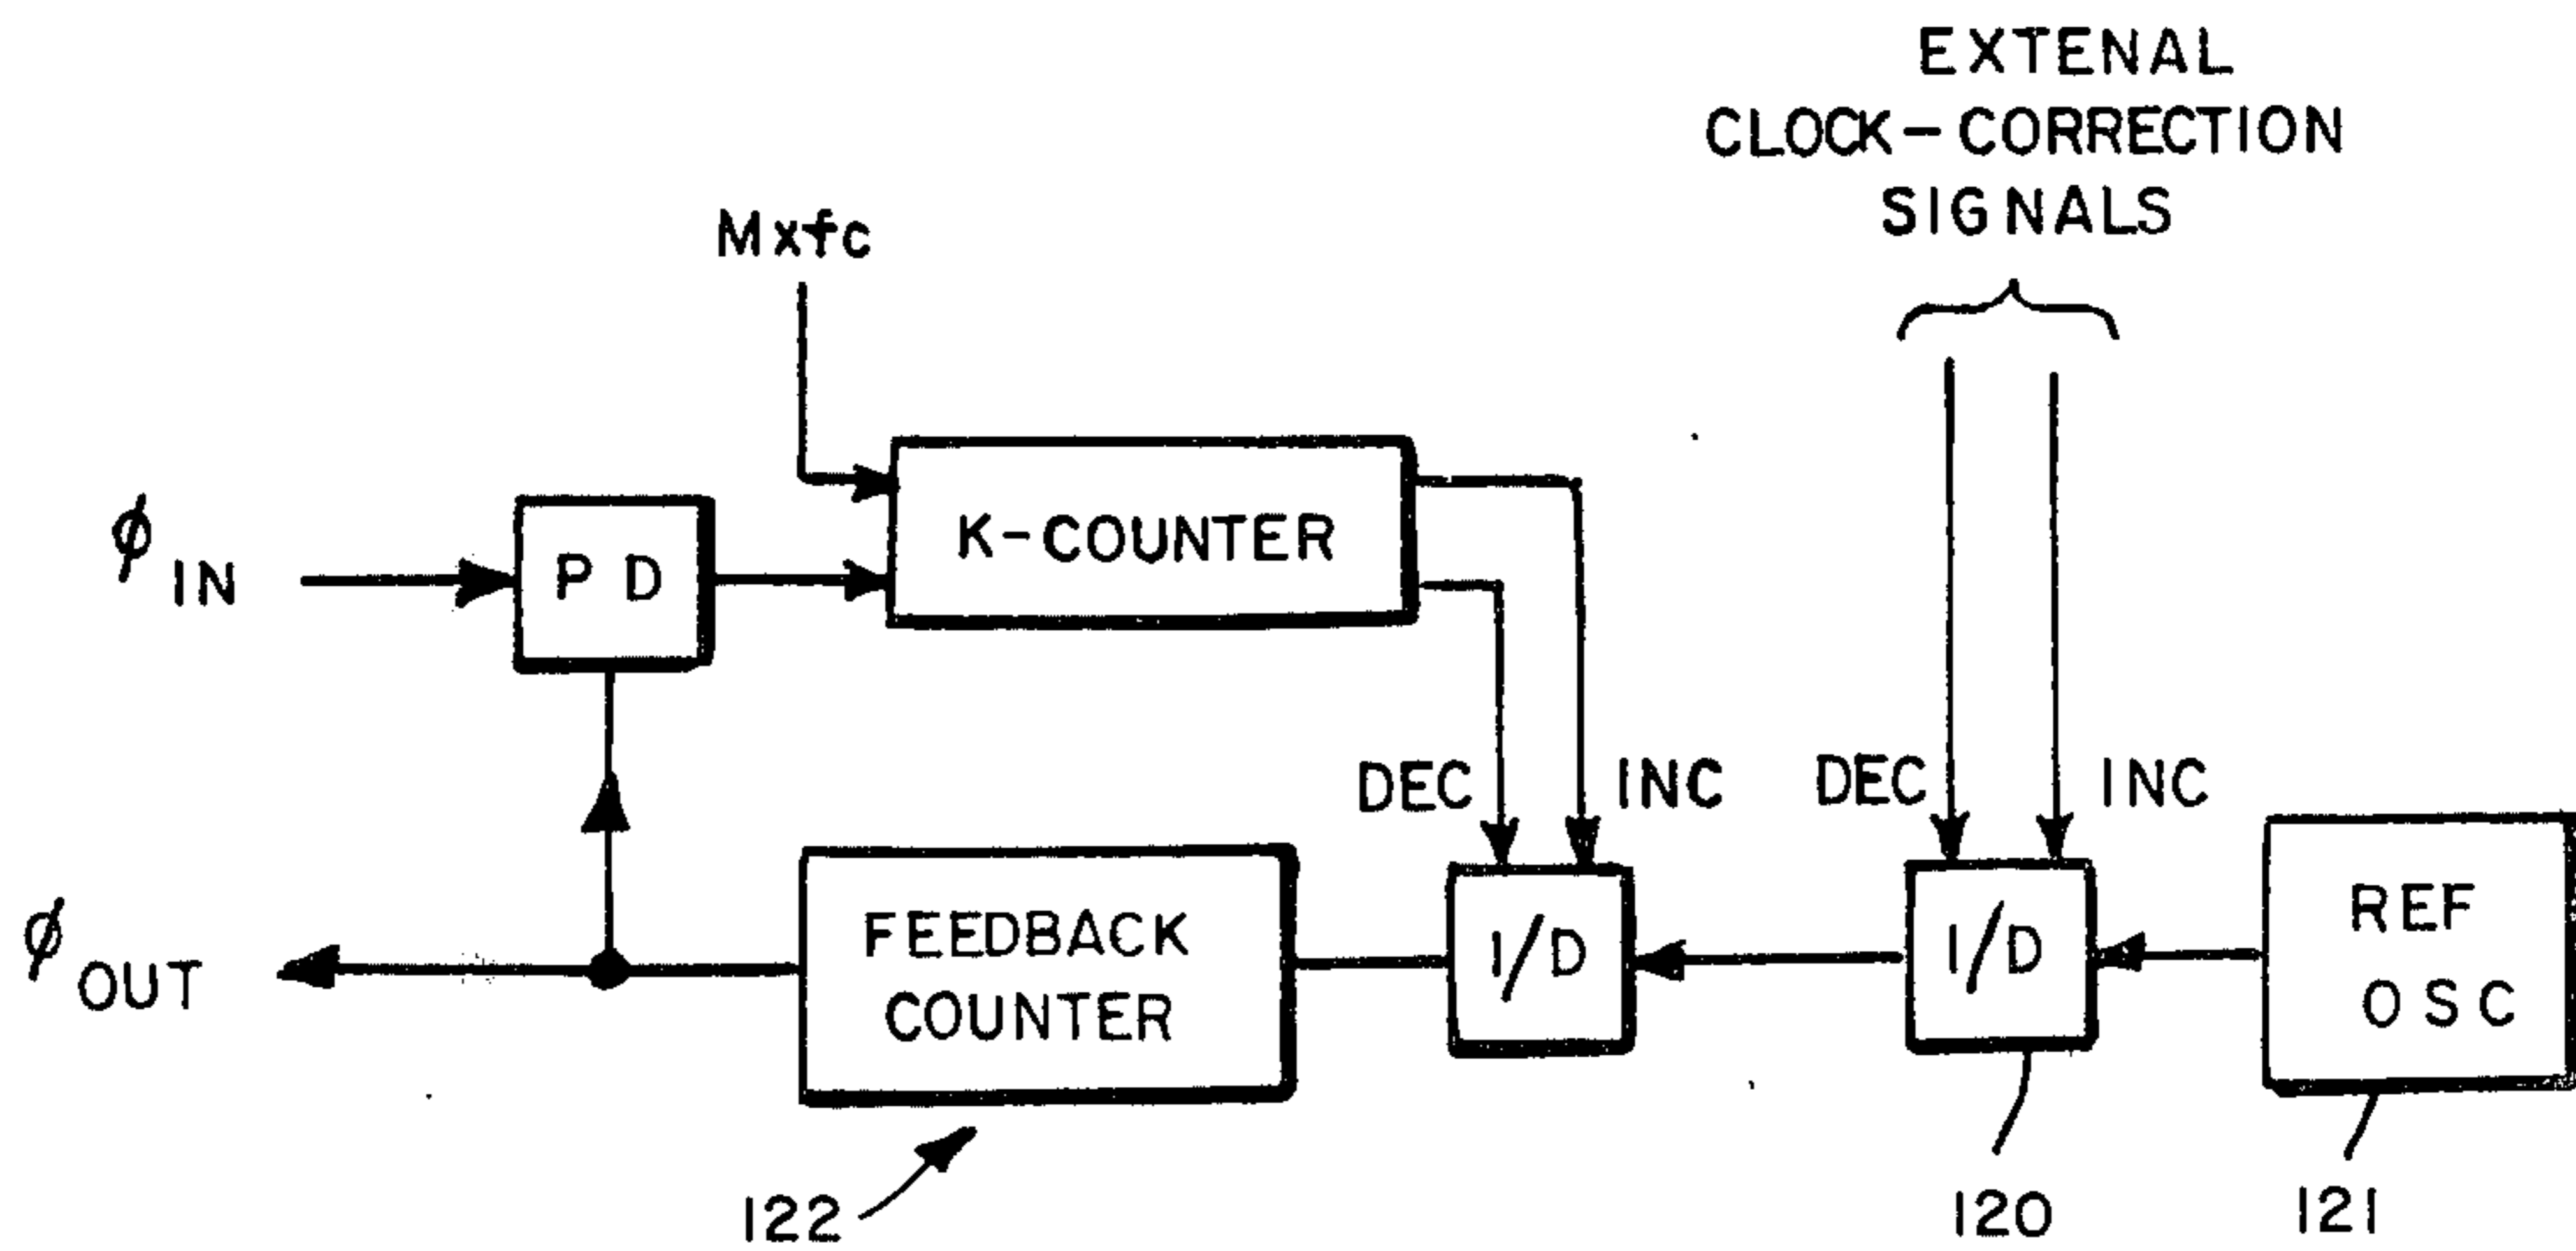 EXTENAL
CLOCK-CORRECTION
SIGNALS
Mxfc
K-COUNTER
ϕ IN
P D
DEC
INC
DEC
INC
ϕ OUT
FEEDBACK
COUNTER
I/D
I/D
REF
OSC
122
120
121